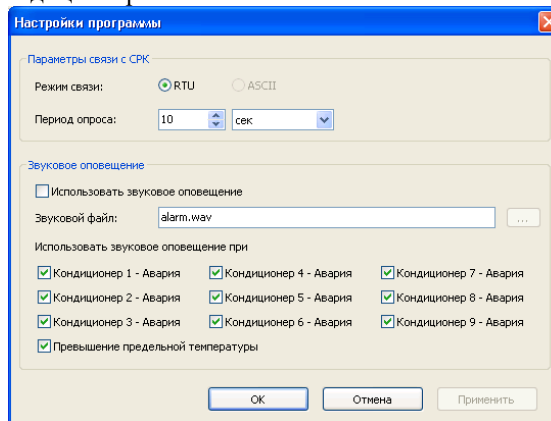 Настройки программы
Параметры связи с СРК
Режим связи: RTU ASCII
Период опроса: 10 сек
Звуковое оповещение
Использовать звуковое оповещение
Звуковой файл: alarm.wav ...
Использовать звуковое оповещение при
Кондиционер 1 - Авария Кондиционер 4 - Авария Кондиционер 7 - Авария
Кондиционер 2 - Авария Кондиционер 5 - Авария Кондиционер 8 - Авария
Кондиционер 3 - Авария Кондиционер 6 - Авария Кондиционер 9 - Авария
Превышение предельной температуры
OK Отмена Применить